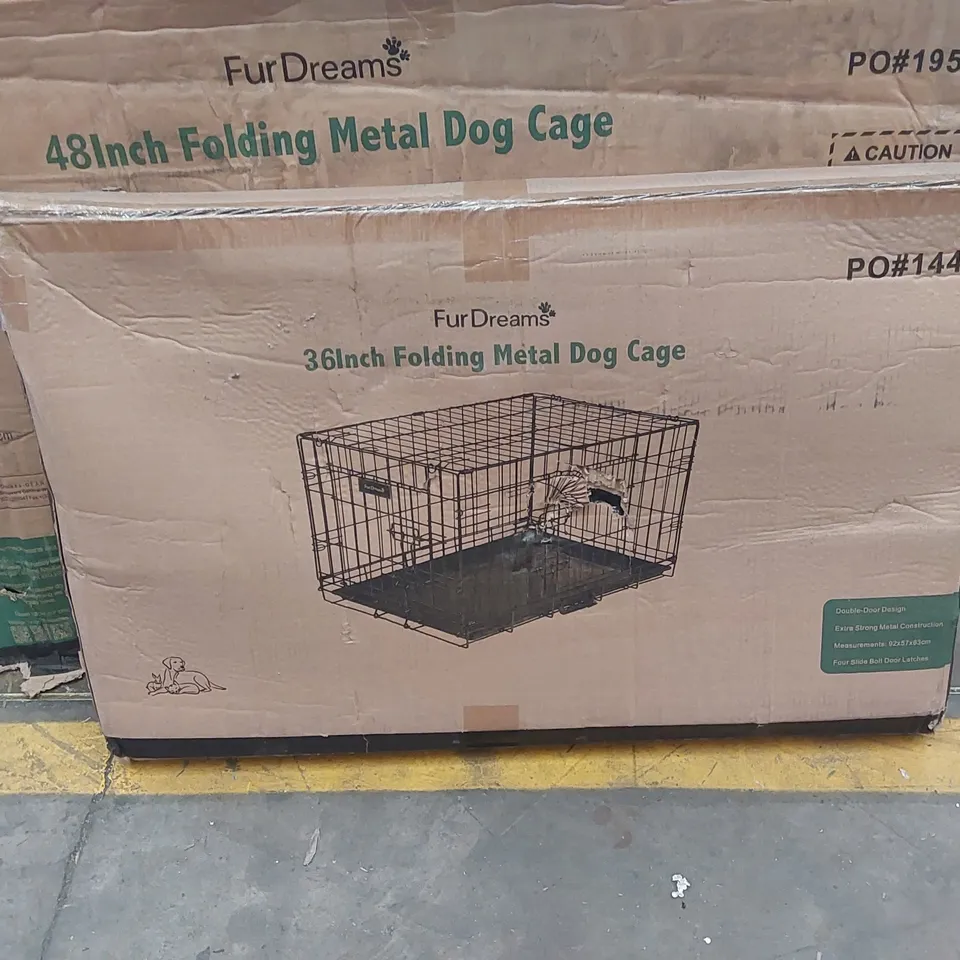 FurDreams
PO#195
48Inch Folding Metal Dog Cage
CAUTION
PO#144
FurDreams
36Inch Folding Metal Dog Cage
FurDreams
Double-Door Design
Extra Strong Metal Construction
Measurements: 92x57x63cm
Four Slide Bolt Door Latches